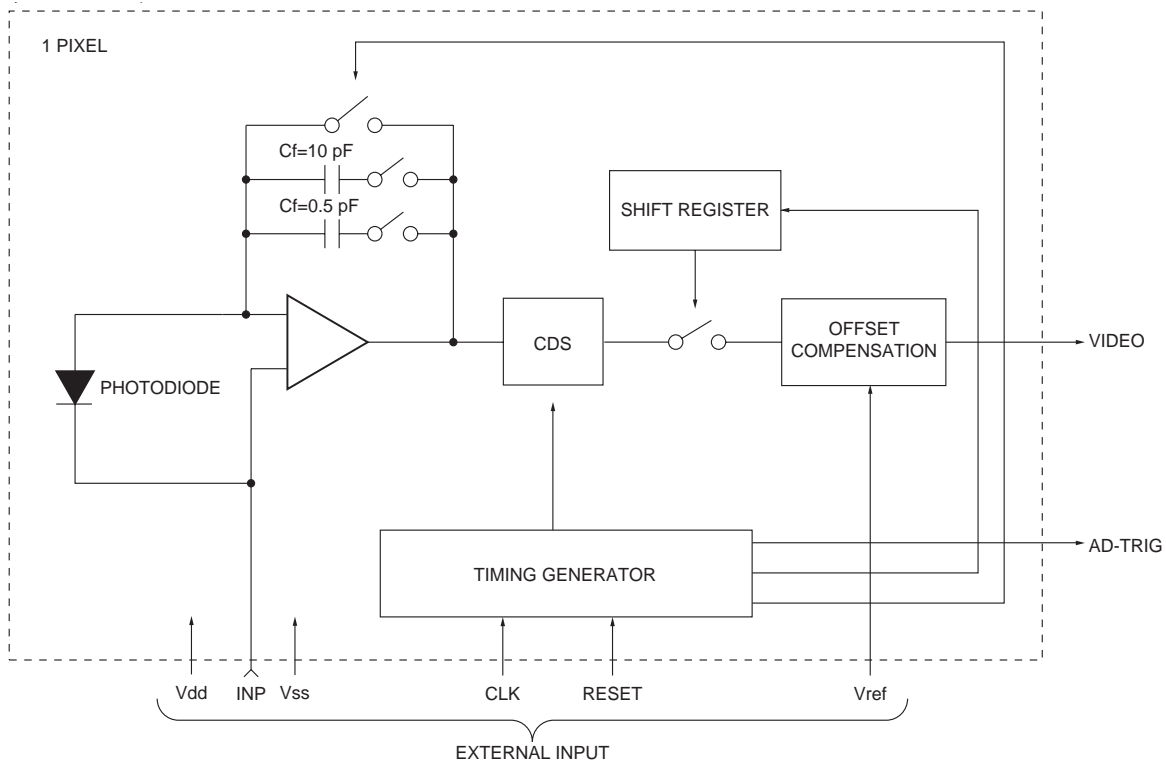 1 PIXEL
Cf=10 pF
Cf=0.5 pF
SHIFT REGISTER
CDS
OFFSET
COMPENSATION
VIDEO
PHOTODIODE
TIMING GENERATOR
AD-TRIG
Vdd
INP
Vss
CLK
RESET
Vref
EXTERNAL INPUT